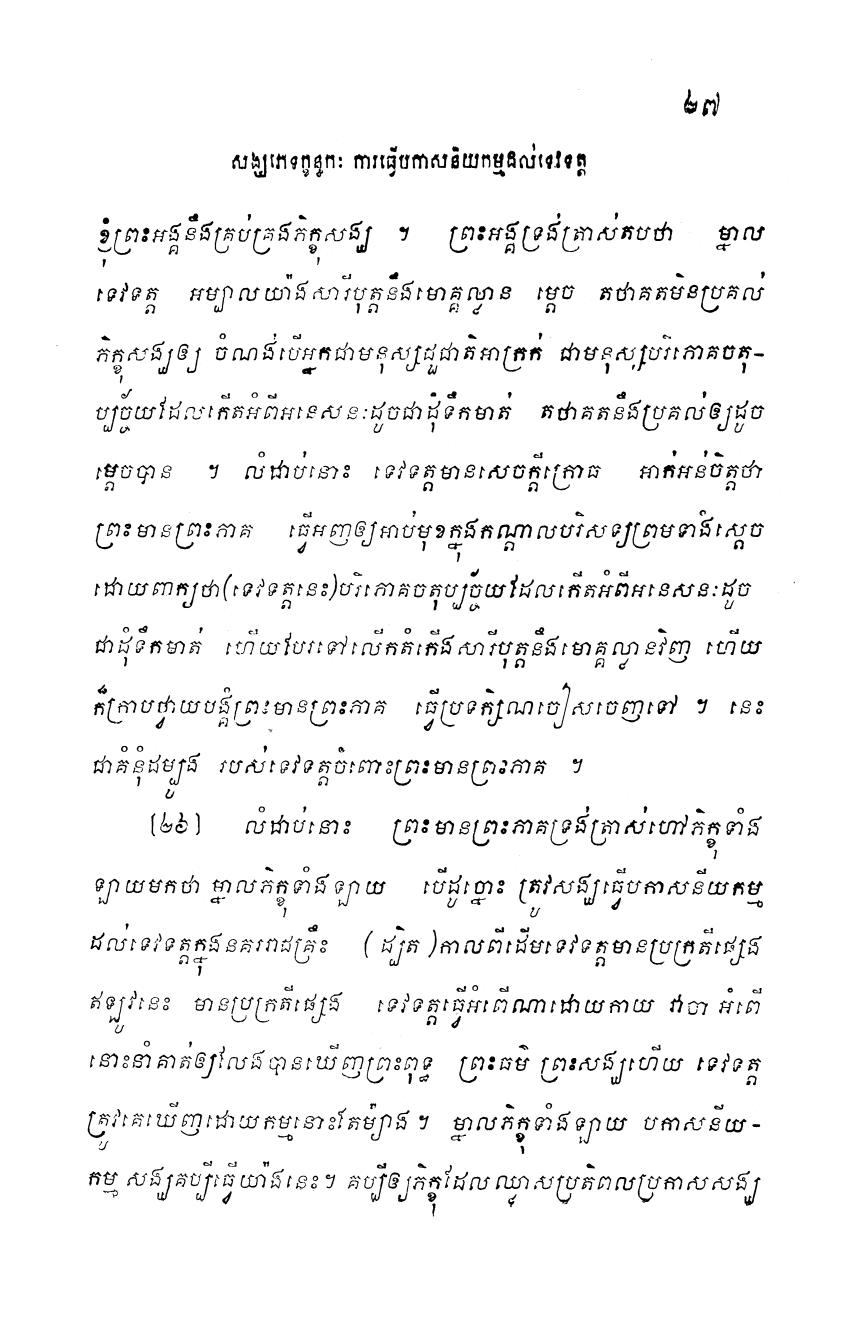 ២៧
សង្ឃភេទក្ខន្ធកៈ ការធ្វើបកាសនិយកម្មដល់ទេវទត្ត
ខ្ញុំព្រះអង្គនឹងគ្រប់គ្រងភិក្ខុសង្ឃ ។ ព្រះអង្គទ្រង់ត្រាស់តបថា ម្នាល
ទេវទត្ត អម្បាលយ៉ាងសារីបុត្តនឹងមោគ្គល្លាន ម្តេច តថាគតមិនប្រគល់
ភិក្ខុសង្ឃឲ្យ ចំណង់បើអ្នកជាមនុស្សដួជាតិអាក្រក់ ជាមនុស្សបរិភោគចតុ-
ប្បច្ច័យដែលកើតអំពីអនេសនៈដូចជាដុំទឹកមាត់ តថាគតនឹងប្រគល់ឲ្យដូច
ម្តេចបាន ។ លំដាប់នោះ ទេវទត្តមានសេចក្តីក្រោធ អាក់អន់ចិត្តថា
ព្រះមានព្រះភាគ ធ្វើអញឲ្យអាប់មុខក្នុងកណ្តាលបរិសទ្យព្រមទាំងស្តេច
ដោយពាក្យថា(ទេវទត្តនេះ)បរិភោគចតុប្បច្ច័យដែលកើតអំពីអនេសនៈដូច
ជាដុំទឹកមាត់ ហើយបែរទៅលើកតំកើងសារីបុត្តនឹងមោគ្គល្លានវិញ ហើយ
ក៏ក្រាបថ្វាយបង្គំព្រះមានព្រះភាគ ធ្វើប្រទក្សិណចៀសចេញទៅ ។ នេះ
ជាគំនុំដម្បូង របស់ទេវទត្តចំពោះព្រះមានព្រះភាគ ។
[២៦] លំដាប់នោះ ព្រះមានព្រះភាគទ្រង់ត្រាស់ហៅភិក្ខុទាំង
ឡាយមកថា ម្នាលភិក្ខុទាំងឡាយ បើដូច្នោះ ត្រូវសង្ឃធ្វើបកាសនីយកម្ម
ដល់ទេវទត្តក្នុងនគររាជគ្រឹះ (ដ្បិត)កាលពីដើមទេវទត្តមានប្រក្រតីផ្សេង
ឥឡូវនេះ មានប្រក្រតីផ្សេង ទេវទត្តធ្វើអំពើណាដោយកាយ វាចា អំពើ
នោះនាំគាត់ឲ្យលែងបានឃើញព្រះពុទ្ធ ព្រះធម៌ ព្រះសង្ឃហើយ ទេវទត្ត
ត្រូវគេឃើញដោយកម្មនោះតែម៉្យាង ។ ម្នាលភិក្ខុទាំងឡាយ បកាសនីយ-
កម្ម សង្ឃគប្បីធ្វើយ៉ាងនេះ ។ គប្បីឲ្យភិក្ខុដែលឈ្លាសប្រតិពលប្រកាសសង្ឃ